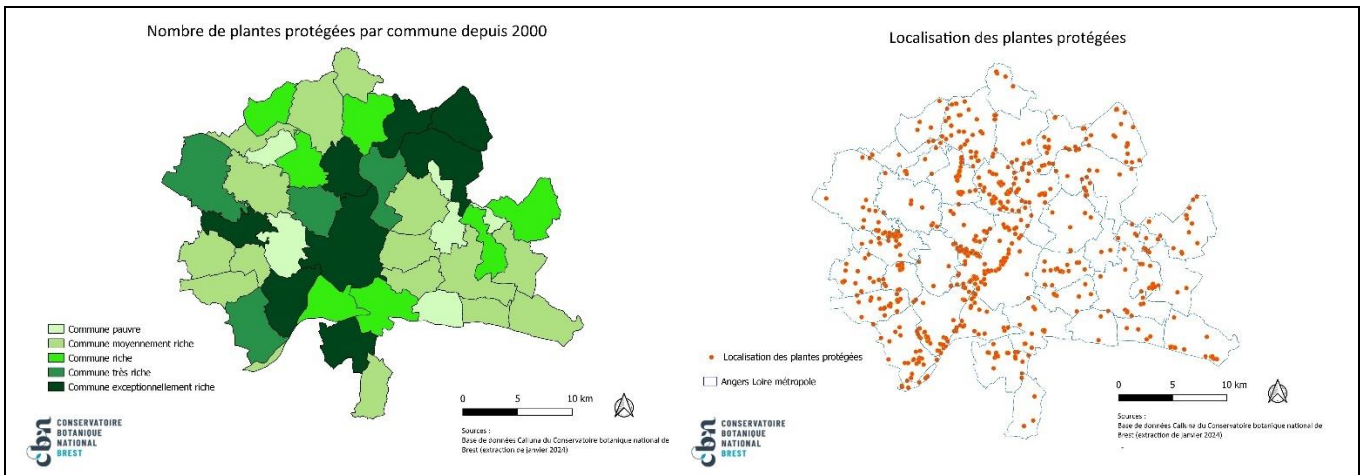 Nombre de plantes protégées par commune depuis 2000
Commune pauvre
Commune moyennement riche
Commune riche
Commune très riche
Commune exceptionnellement riche
0 5 10 km
Sources :
Base de données Calluna du Conservatoire botanique national de
Brest (extraction de janvier 2024)
cbn
CONSERVATOIRE
BOTANIQUE
NATIONAL
BREST
Localisation des plantes protégées
Localisation des plantes protégées
Angers Loire métropole
0 5 10 km
Sources :
Base de données Calluna du Conservatoire botanique national de
Brest (extraction de janvier 2024)
cbn
CONSERVATOIRE
BOTANIQUE
NATIONAL
BREST